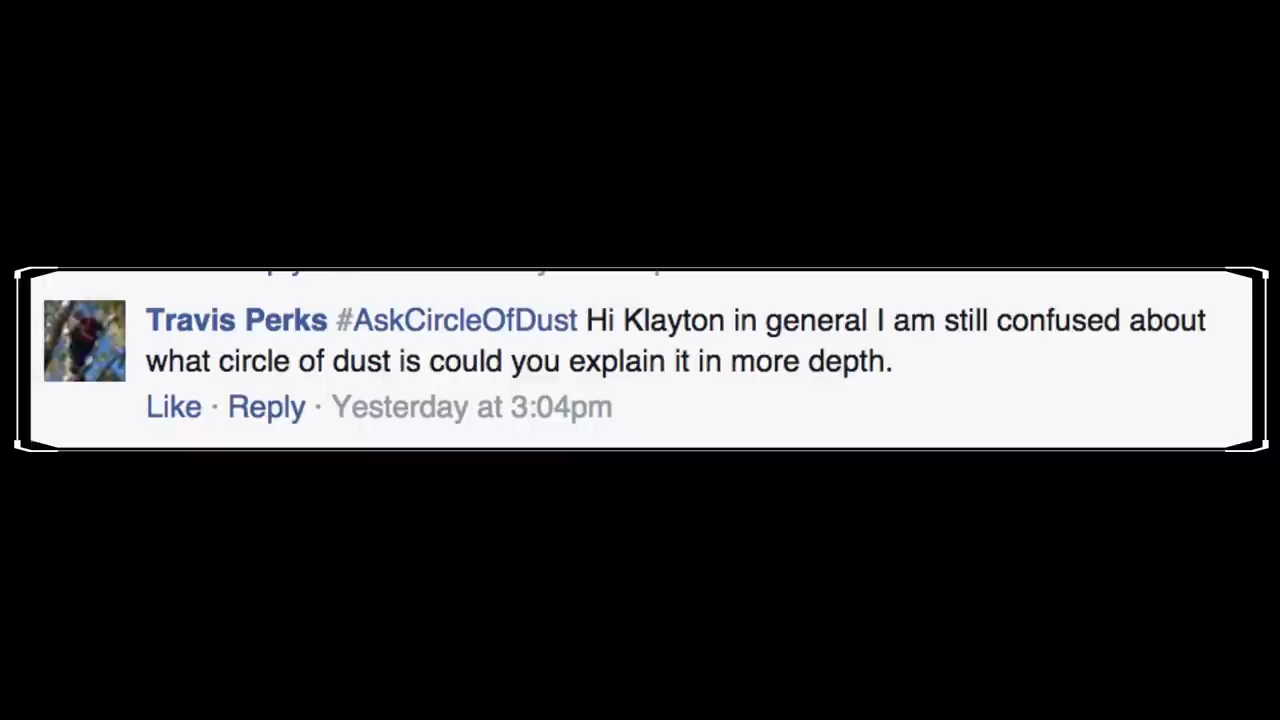 Travis Perks #AskCircleOfDust Hi Klayton in general I am still confused about
what circle of dust is could you explain it in more depth.
Like · Reply · Yesterday at 3:04pm